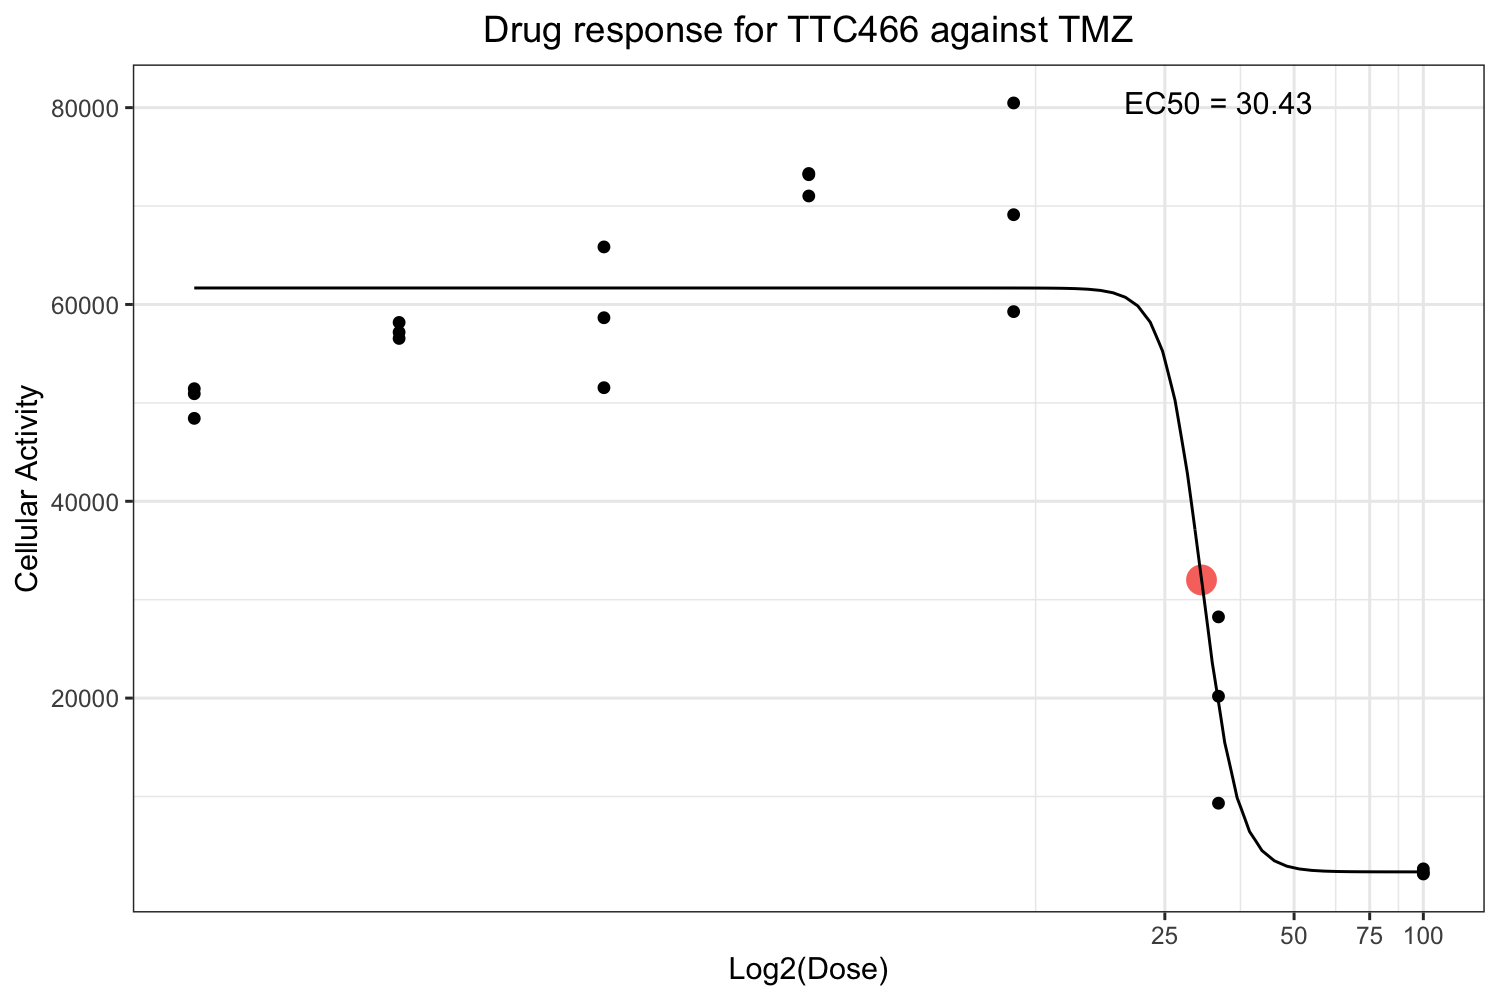 Drug response for TTC466 against TMZ
EC50 = 30.43
80000
60000
40000
20000
Cellular Activity
25 50 75 100
Log2(Dose)